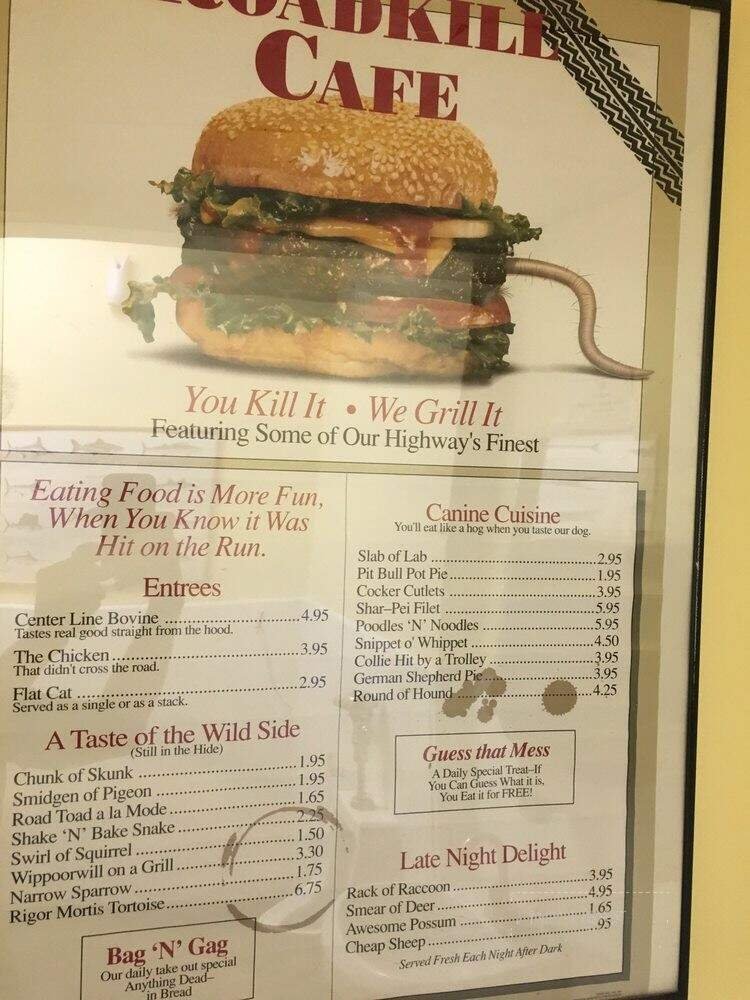 ROADKILL
CAFE
You Kill It • We Grill It
Featuring Some of Our Highway's Finest
Eating Food is More Fun,
When You Know it Was
Hit on the Run.
Entrees
Center Line Bovine ........ 4.95
Tastes real good straight from the hood.
The Chicken ........ 3.95
That didn't cross the road.
Flat Cat ........ 2.95
Served as a single or as a stack.
A Taste of the Wild Side
(Still in the Hide)
Chunk of Skunk ........ 1.95
Smidgen of Pigeon ........ 1.95
Road Toad a la Mode ........ 1.65
Shake 'N' Bake Snake ........ 2.25
Swirl of Squirrel ........ 1.50
Wippoorwill on a Grill ........ 3.30
Narrow Sparrow ........ 1.75
Rigor Mortis Tortoise ........ 6.75
Bag 'N' Gag
Our daily take out special
Anything Dead–
in Bread
Canine Cuisine
You'll eat like a hog when you taste our dog.
Slab of Lab ........ 2.95
Pit Bull Pot Pie ........ 1.95
Cocker Cutlets ........ 3.95
Shar–Pei Filet ........ 5.95
Poodles 'N' Noodles ........ 5.95
Snippet o' Whippet ........ 4.50
Collie Hit by a Trolley ........ 3.95
German Shepherd Pie ........ 3.95
Round of Hound ........ 4.25
Guess that Mess
A Daily Special Treat–If
You Can Guess What it is,
You Eat it for FREE!
Late Night Delight
Rack of Raccoon ........ 3.95
Smear of Deer ........ 4.95
Awesome Possum ........ 1.65
Cheap Sheep ........ .95
Served Fresh Each Night After Dark